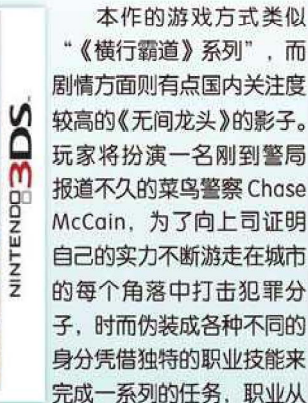 NINTENDO3DS
本作的游戏方式类似
“《横行霸道》系列”，而
剧情方面则有点国内关注度
较高的《无间龙头》的影子。
玩家将扮演一名刚到警局
报道不久的菜鸟警察 Chase
McCain，为了向上司证明
自己的实力不断游走在城市
的每个角落中打击犯罪分
子，时而伪装成各种不同的
身分凭借独特的职业技能来
完成一系列的任务，职业从